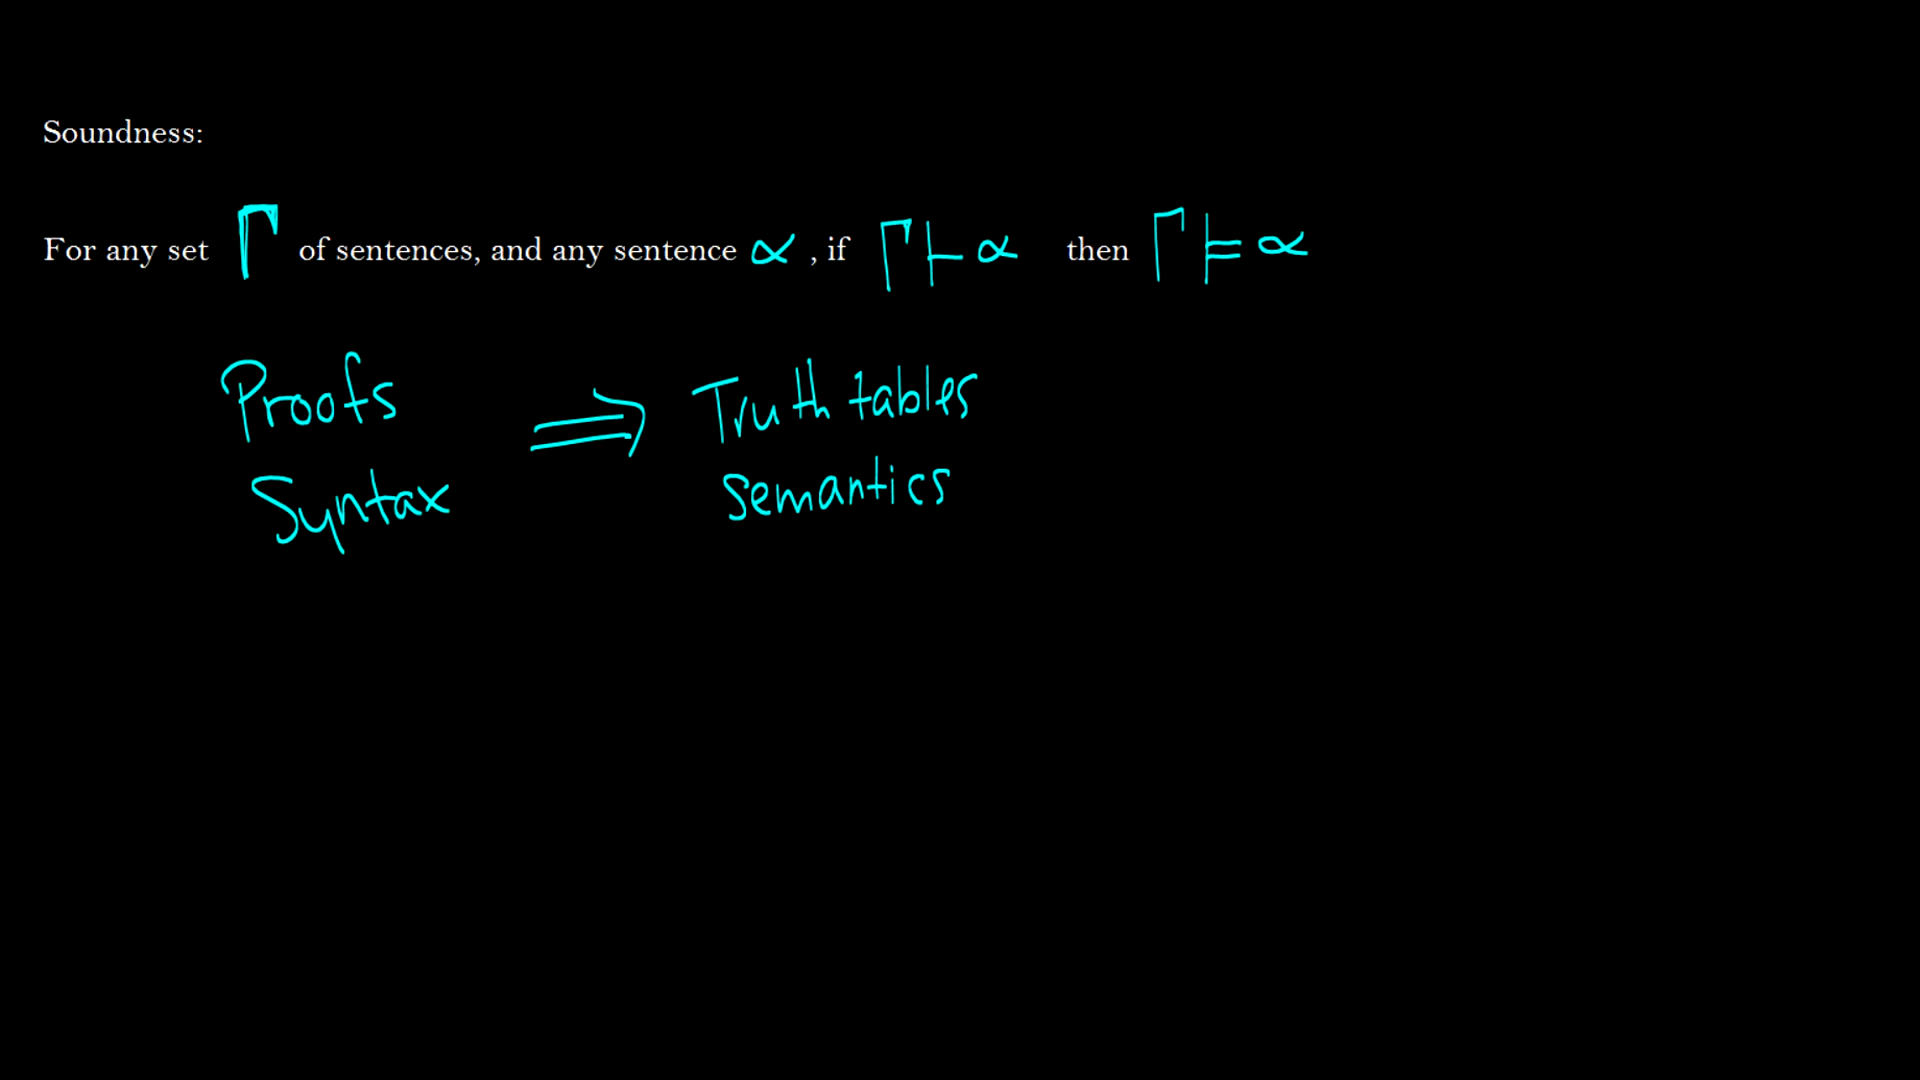 Soundness:
For any set Γ of sentences, and any sentence α , if Γ ⊢ α then Γ ⊨ α
Proofs ⟹ Truth tables
Syntax semantics